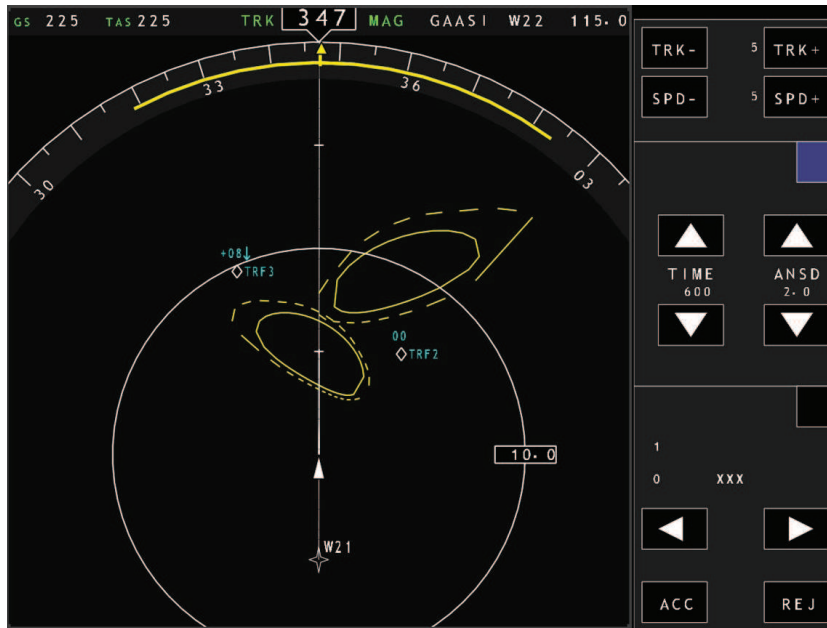 GS 225 TAS 225 TRK 347 MAG GAASI W22 115.0
33
36
30
03
+08↓
TRF3
00
TRF2
10.0
W21
TRK- 5 TRK+
SPD- 5 SPD+
TIME ANSD
600 2.0
1
0 XXX
ACC REJ